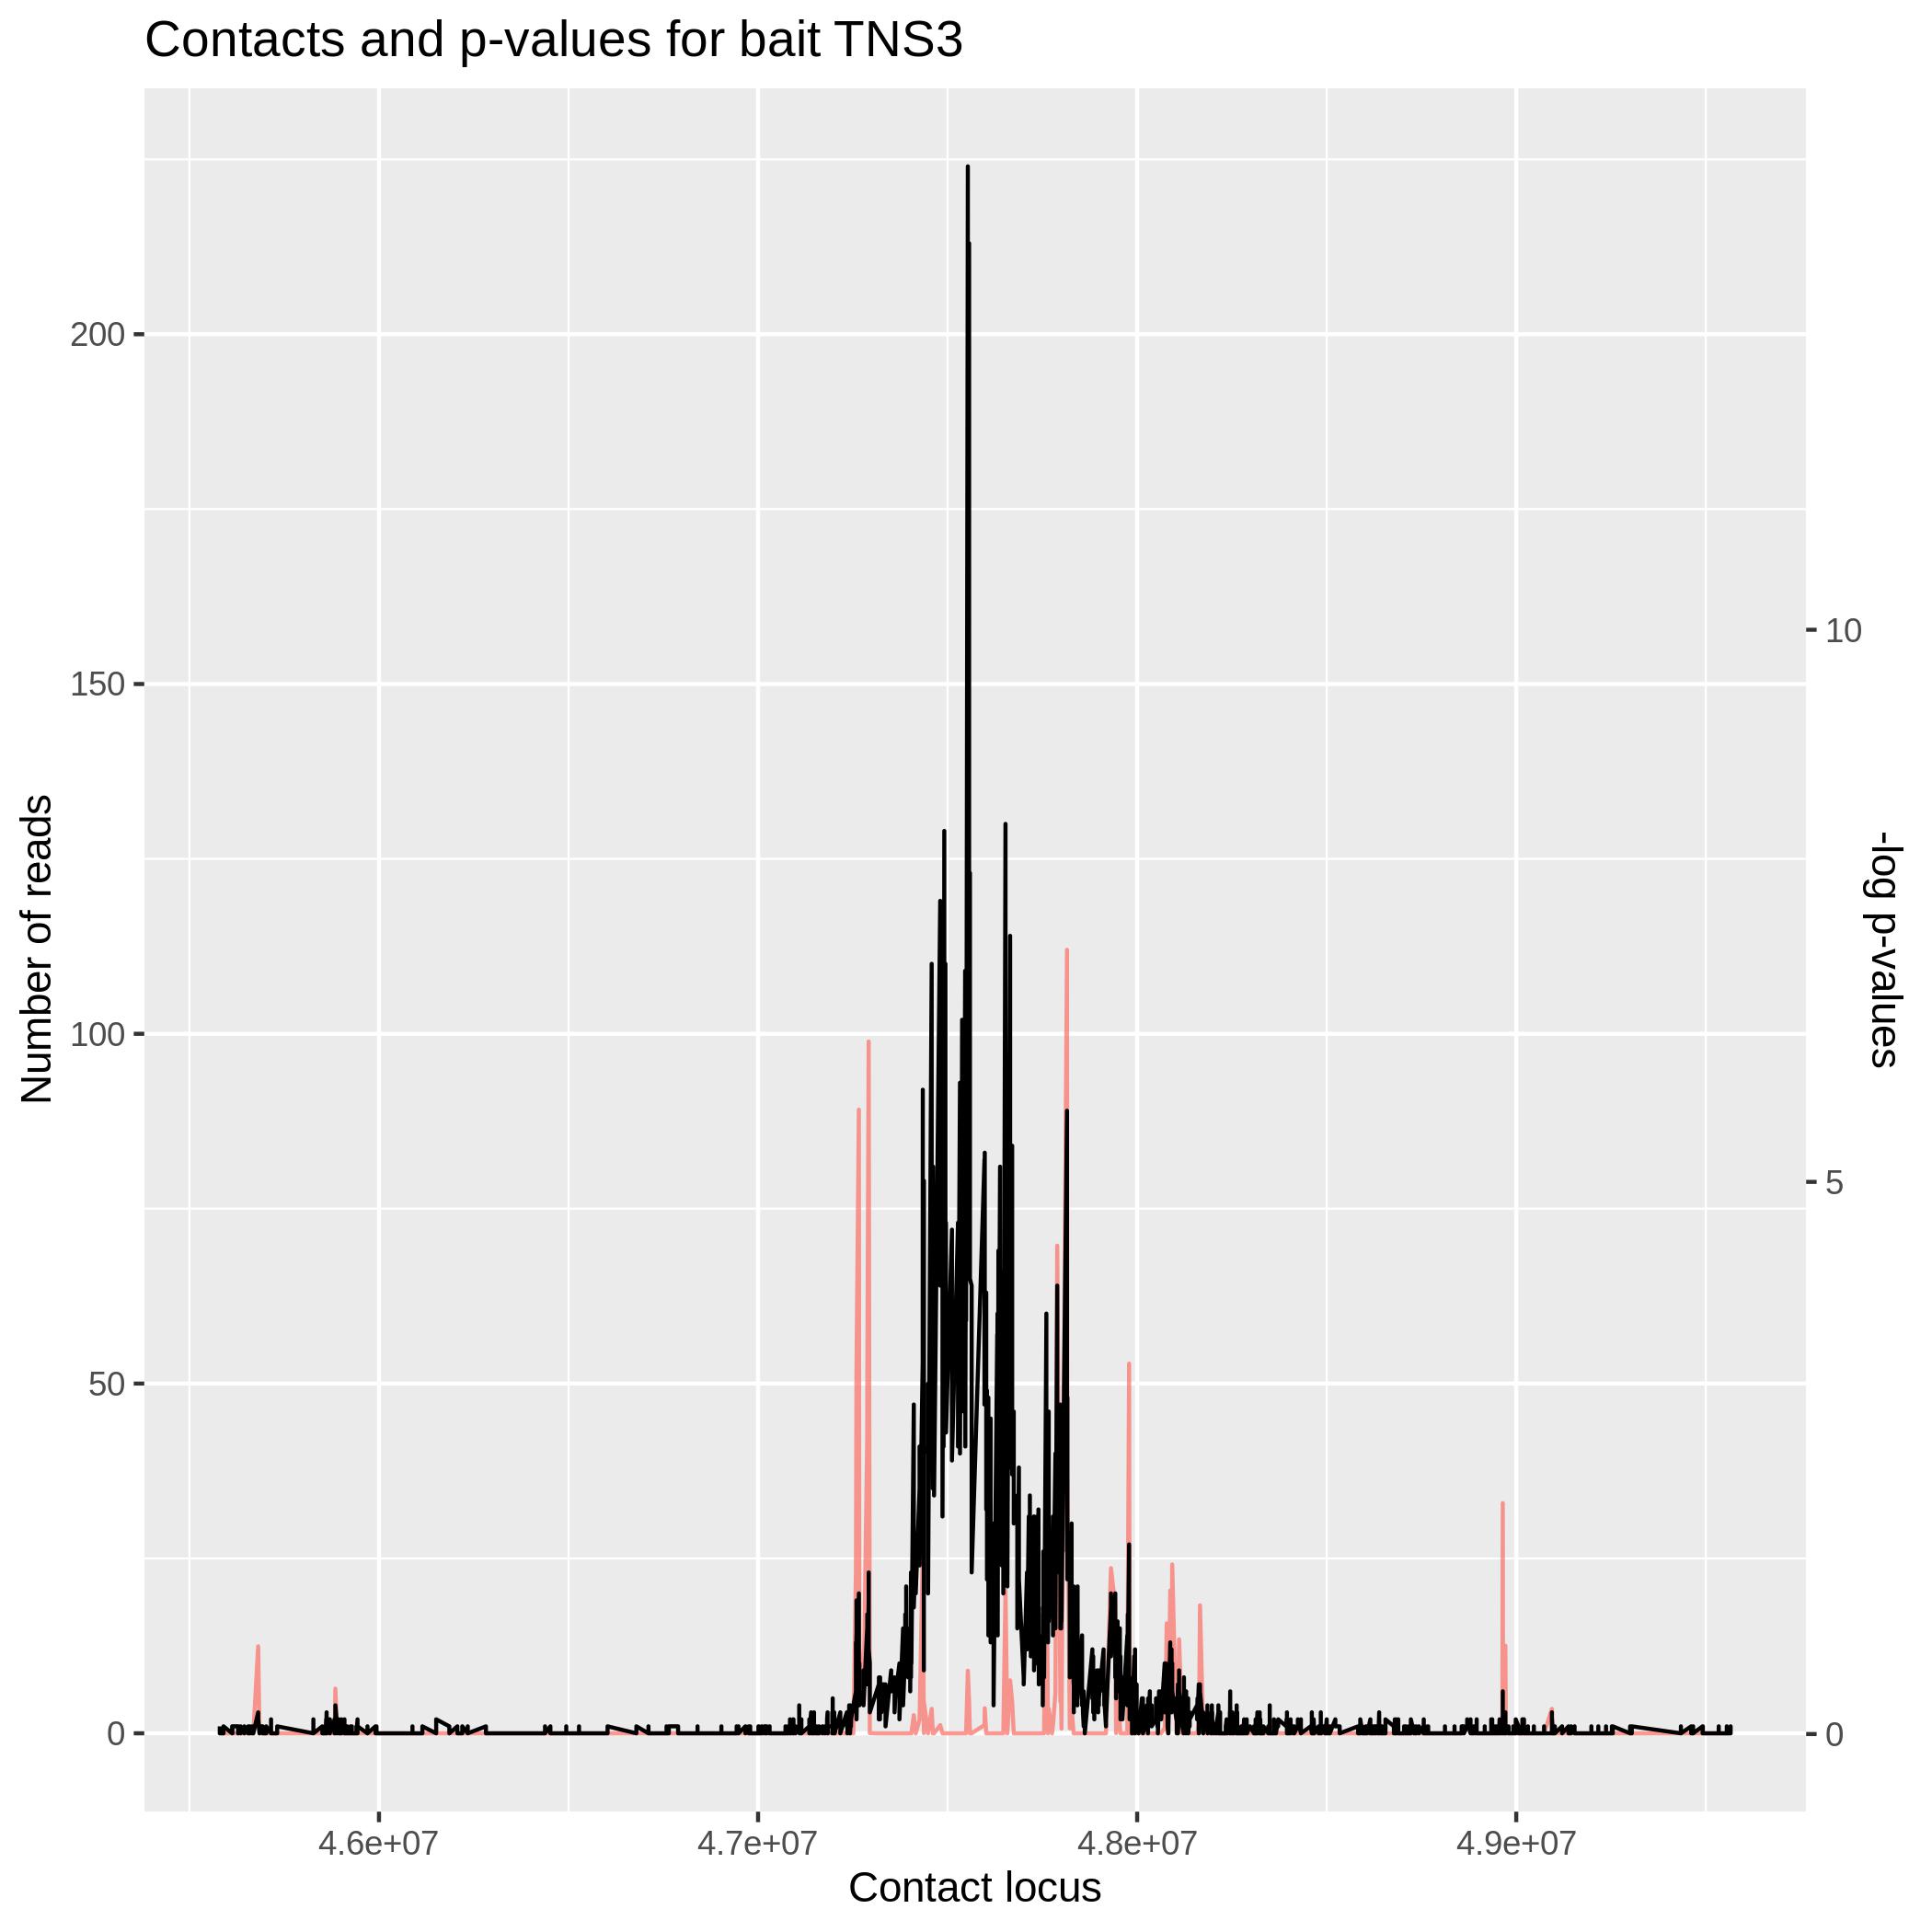 Contacts and p-values for bait TNS3
Number of reads
200
150
100
50
0
10
5
0
-log p-values
4.6e+07
4.7e+07
4.8e+07
4.9e+07
Contact locus